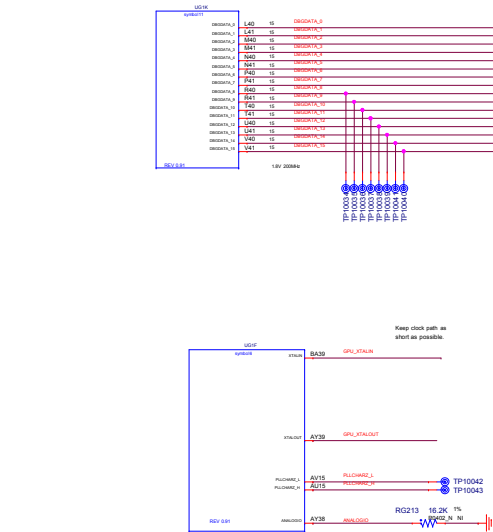 UG1K
symbol11
DBGDATA_0 L40 15 DBGDATA_0
DBGDATA_1 L41 15 DBGDATA_1
DBGDATA_2 M40 15 DBGDATA_2
DBGDATA_3 M41 15 DBGDATA_3
DBGDATA_4 N40 15 DBGDATA_4
DBGDATA_5 N41 15 DBGDATA_5
DBGDATA_6 P40 15 DBGDATA_6
DBGDATA_7 P41 15 DBGDATA_7
DBGDATA_8 R40 15 DBGDATA_8
DBGDATA_9 R41 15 DBGDATA_9
DBGDATA_10 T40 15 DBGDATA_10
DBGDATA_11 T41 15 DBGDATA_11
DBGDATA_12 U40 15 DBGDATA_12
DBGDATA_13 U41 15 DBGDATA_13
DBGDATA_14 V40 15 DBGDATA_14
DBGDATA_15 V41 15 DBGDATA_15
REV 0.91
1.8V 200MHz
Keep clock path as
short as possible.
UG1F
symbol6
XTALIN BA39 GPU_XTALIN
XTALOUT AY39 GPU_XTALOUT
PLLCHARZ_L AV15 PLLCHARZ_L TP10042
PLLCHARZ_H AU15 PLLCHARZ_H TP10043
RG213 16.2K 1%
R0402_N NI
REV 0.91 ANALOGIO AY38 ANALOGIO